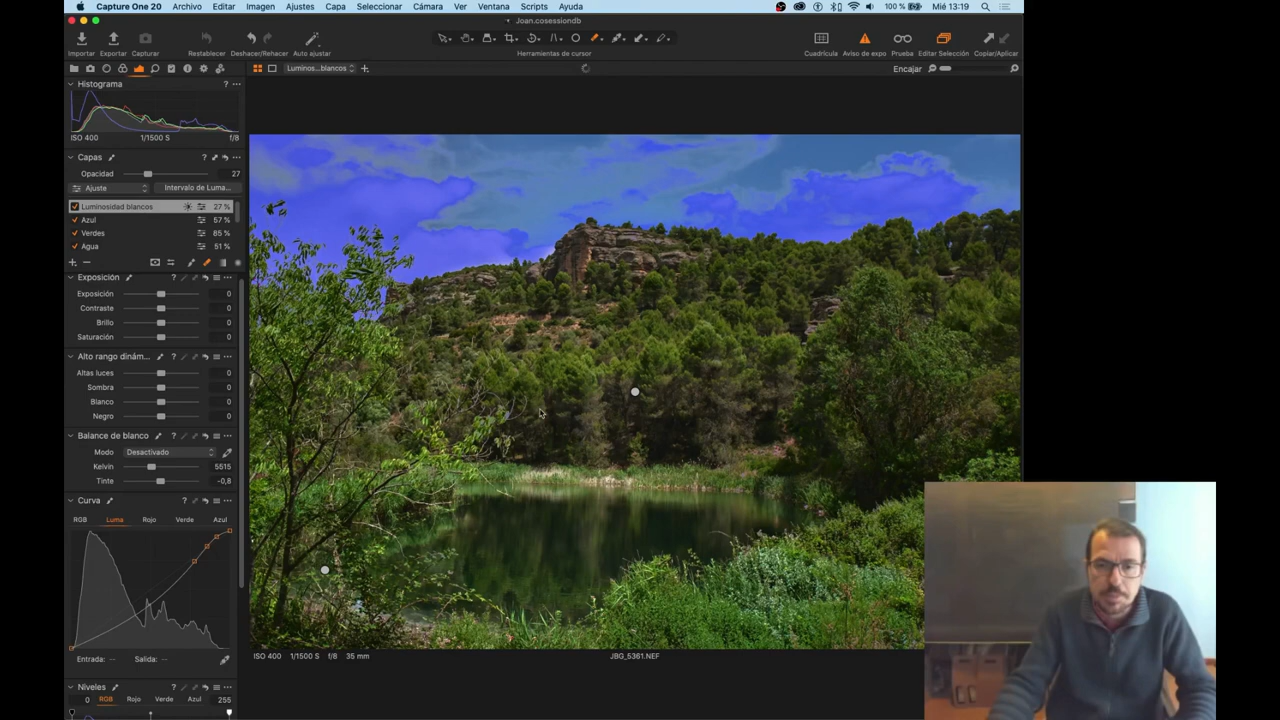 Capture One 20 Archivo Editar Imagen Ajustes Capa Seleccionar Cámara Ver Ventana Scripts Ayuda 100 % Mié 13:19
Joan.cosessiondb
Importar Exportar Capturar Restablecer Deshacer/Rehacer Auto ajustar Herramientas de cursor Cuadrícula Aviso de expo Prueba Editar Selección Copiar/Aplicar
Luminos...blancos Encajar
Histograma
ISO 400 1/1500 S f/8
Capas
Opacidad 27
Ajuste Intervalo de Luma...
Luminosidad blancos 27 %
Azul 57 %
Verdes 85 %
Agua 51 %
Exposición
Exposición 0
Contraste 0
Brillo 0
Saturación 0
Alto rango dinám...
Altas luces 0
Sombra 0
Blanco 0
Negro 0
Balance de blanco
Modo Desactivado
Kelvin 5515
Tinte -0,8
Curva
RGB Luma Rojo Verde Azul
Entrada: -- Salida: --
ISO 400 1/1500 S f/8 35 mm JBG_5361.NEF
Niveles
0 RGB Rojo Verde Azul 255